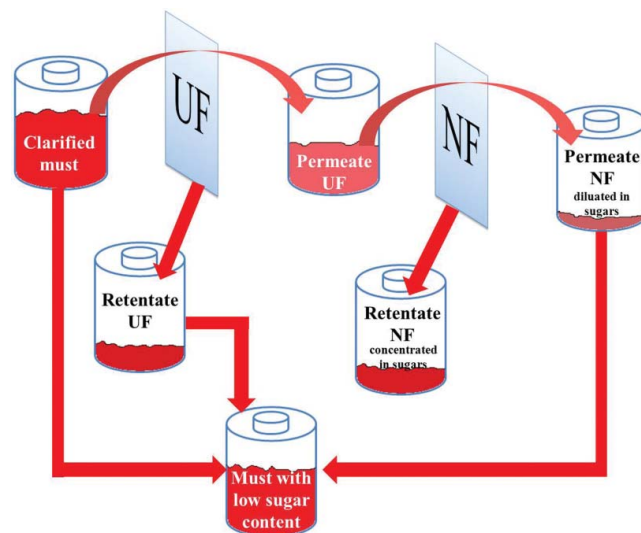 Clarified
must
UF
Permeate
UF
NF
Permeate
NF
diluated in
sugars
Retentate
UF
Retentate
NF
concentrated
in sugars
Must with
low sugar
content